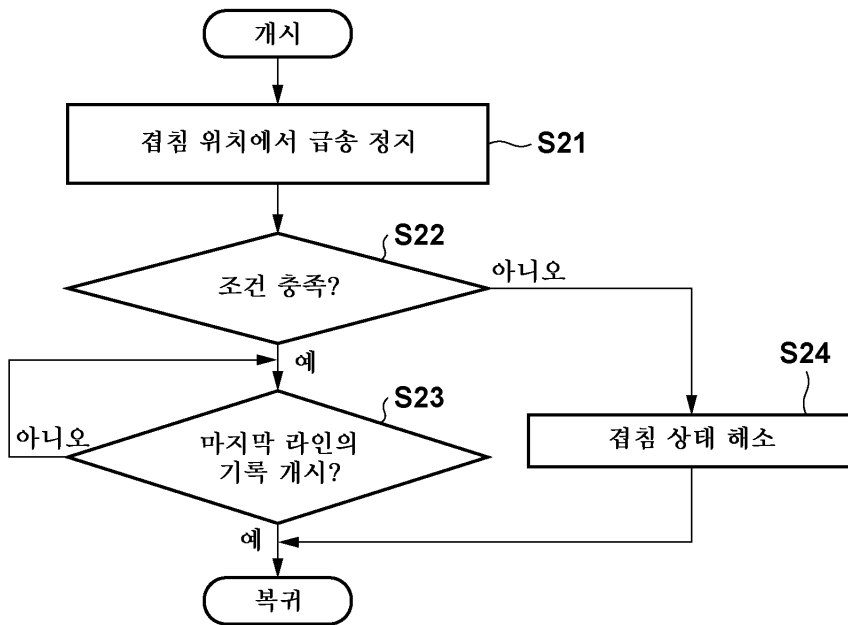 개시
겹침 위치에서 급송 정지
S21
S22
조건 충족?
아니오
예
S24
S23
아니오
마지막 라인의
기록 개시?
겹침 상태 해소
예
복귀